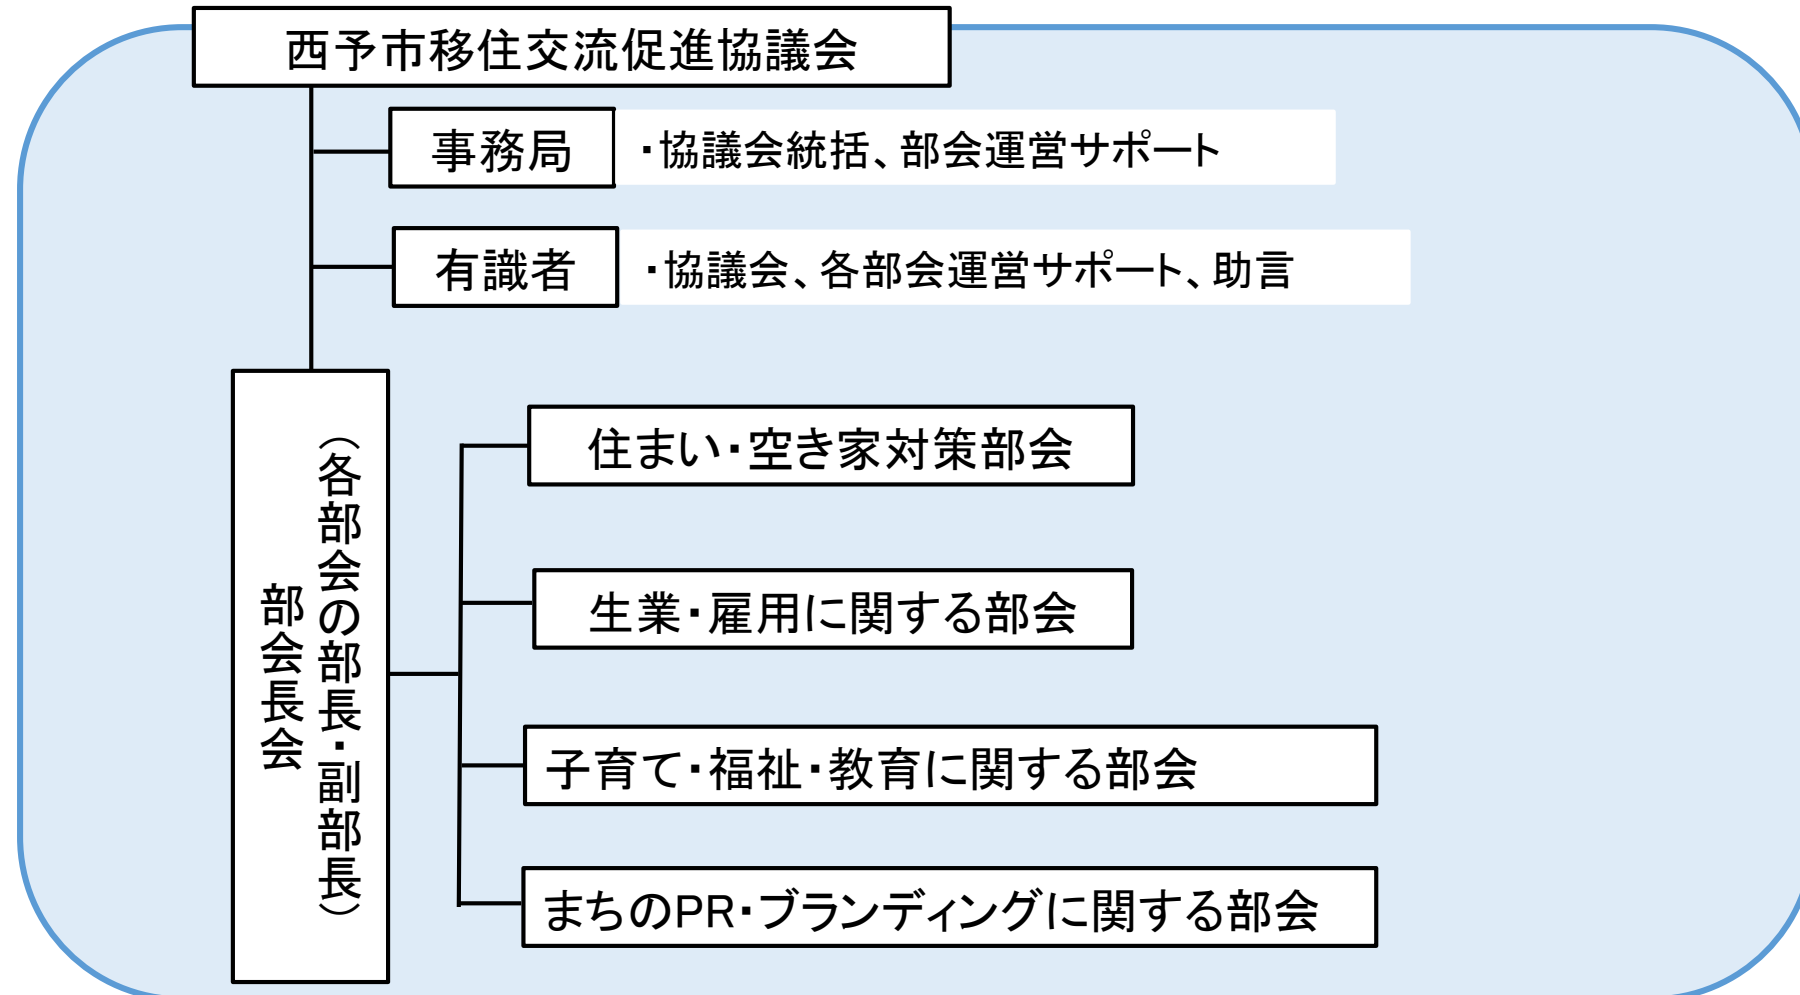 西予市移住交流促進協議会
事務局
・協議会統括、部会運営サポート
有識者
・協議会、各部会運営サポート、助言
（各部会の部長・副部長）
部会長会
住まい・空き家対策部会
生業・雇用に関する部会
子育て・福祉・教育に関する部会
まちのPR・ブランディングに関する部会